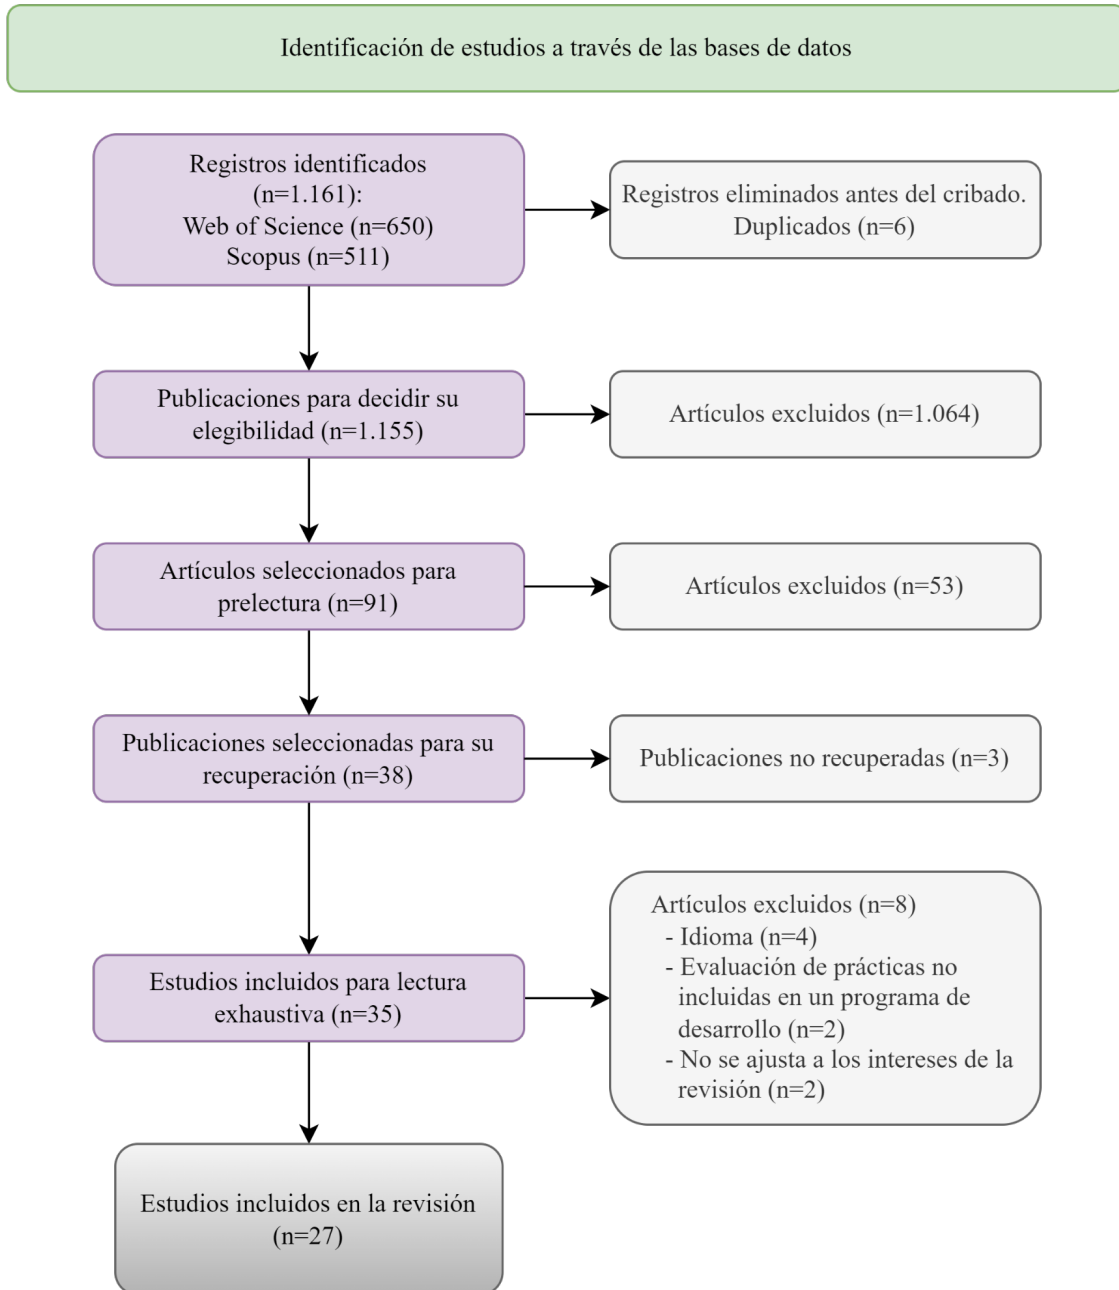 Identificación de estudios a través de las bases de datos
Registros identificados
(n=1.161):
Web of Science (n=650)
Scopus (n=511)
Registros eliminados antes del cribado.
Duplicados (n=6)
Publicaciones para decidir su
elegibilidad (n=1.155)
Artículos excluidos (n=1.064)
Artículos seleccionados para
prelectura (n=91)
Artículos excluidos (n=53)
Publicaciones seleccionadas para su
recuperación (n=38)
Publicaciones no recuperadas (n=3)
Estudios incluidos para lectura
exhaustiva (n=35)
Artículos excluidos (n=8)
- Idioma (n=4)
- Evaluación de prácticas no
incluidas en un programa de
desarrollo (n=2)
- No se ajusta a los intereses de la
revisión (n=2)
Estudios incluidos en la revisión
(n=27)